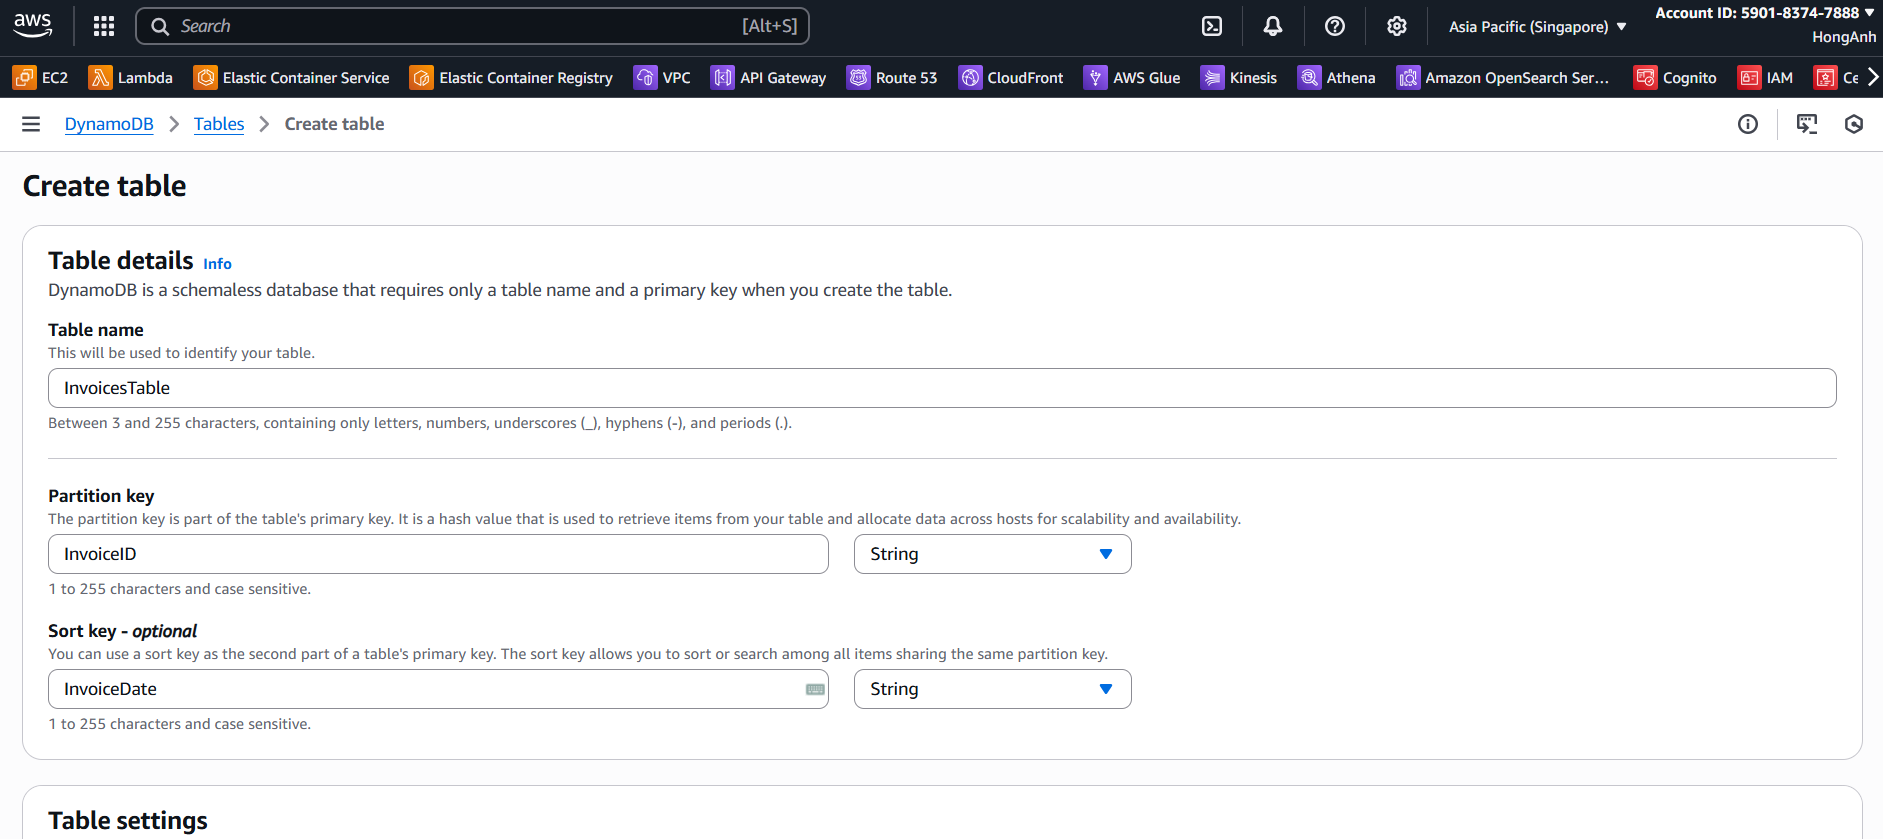 aws Search [Alt+S] Asia Pacific (Singapore) Account ID: 5901-8374-7888
HongAnh
EC2 Lambda Elastic Container Service Elastic Container Registry VPC API Gateway Route 53 CloudFront AWS Glue Kinesis Athena Amazon OpenSearch Ser... Cognito IAM Ce
DynamoDB Tables Create table
Create table
Table details Info
DynamoDB is a schemaless database that requires only a table name and a primary key when you create the table.
Table name
This will be used to identify your table.
InvoicesTable
Between 3 and 255 characters, containing only letters, numbers, underscores (_), hyphens (-), and periods (.).
Partition key
The partition key is part of the table's primary key. It is a hash value that is used to retrieve items from your table and allocate data across hosts for scalability and availability.
InvoiceID String
1 to 255 characters and case sensitive.
Sort key - optional
You can use a sort key as the second part of a table's primary key. The sort key allows you to sort or search among all items sharing the same partition key.
InvoiceDate String
1 to 255 characters and case sensitive.
Table settings